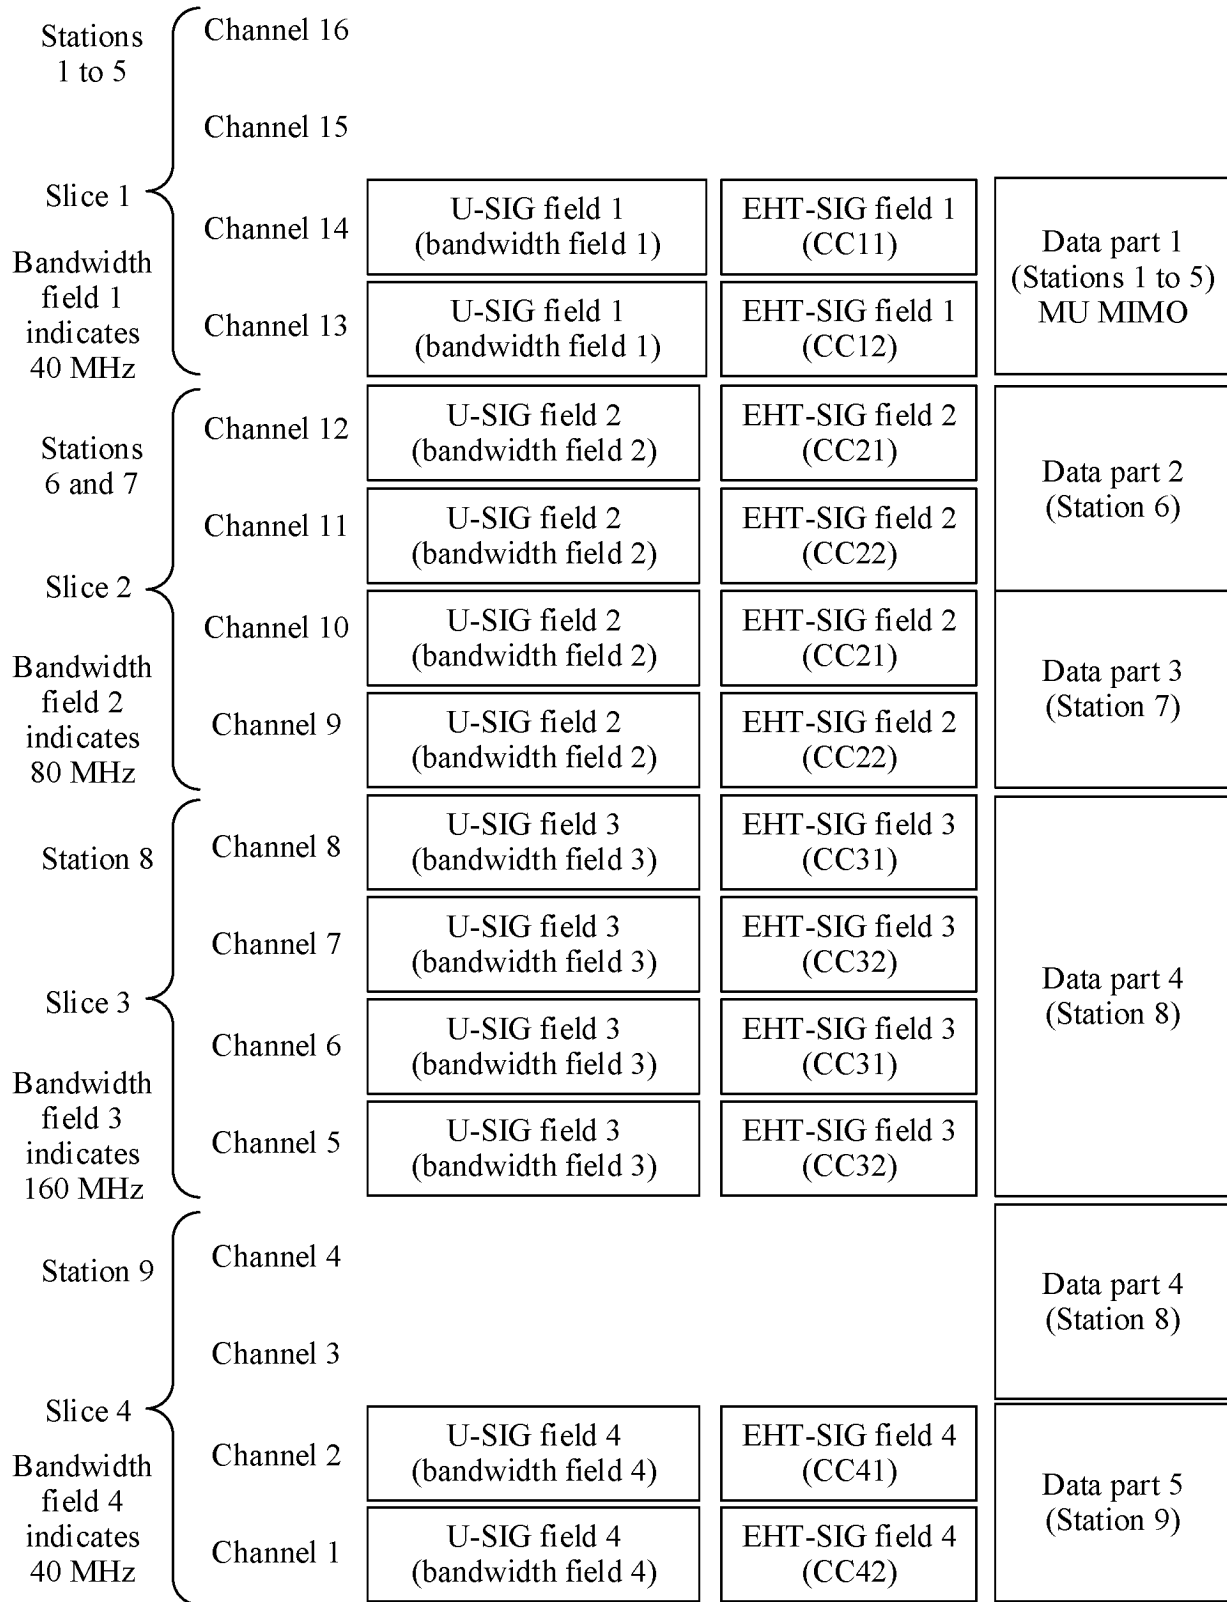 Stations
1 to 5
Slice 1
Bandwidth
field 1
indicates
40 MHz
Channel 16
Channel 15
Channel 14
U-SIG field 1
(bandwidth field 1)
EHT-SIG field 1
(CC11)
Channel 13
U-SIG field 1
(bandwidth field 1)
EHT-SIG field 1
(CC12)
Data part 1
(Stations 1 to 5)
MU MIMO
Stations
6 and 7
Slice 2
Bandwidth
field 2
indicates
80 MHz
Channel 12
U-SIG field 2
(bandwidth field 2)
EHT-SIG field 2
(CC21)
Channel 11
U-SIG field 2
(bandwidth field 2)
EHT-SIG field 2
(CC22)
Data part 2
(Station 6)
Channel 10
U-SIG field 2
(bandwidth field 2)
EHT-SIG field 2
(CC21)
Channel 9
U-SIG field 2
(bandwidth field 2)
EHT-SIG field 2
(CC22)
Data part 3
(Station 7)
Station 8
Slice 3
Bandwidth
field 3
indicates
160 MHz
Channel 8
U-SIG field 3
(bandwidth field 3)
EHT-SIG field 3
(CC31)
Channel 7
U-SIG field 3
(bandwidth field 3)
EHT-SIG field 3
(CC32)
Channel 6
U-SIG field 3
(bandwidth field 3)
EHT-SIG field 3
(CC31)
Channel 5
U-SIG field 3
(bandwidth field 3)
EHT-SIG field 3
(CC32)
Data part 4
(Station 8)
Station 9
Slice 4
Bandwidth
field 4
indicates
40 MHz
Channel 4
Channel 3
Data part 4
(Station 8)
Channel 2
U-SIG field 4
(bandwidth field 4)
EHT-SIG field 4
(CC41)
Channel 1
U-SIG field 4
(bandwidth field 4)
EHT-SIG field 4
(CC42)
Data part 5
(Station 9)